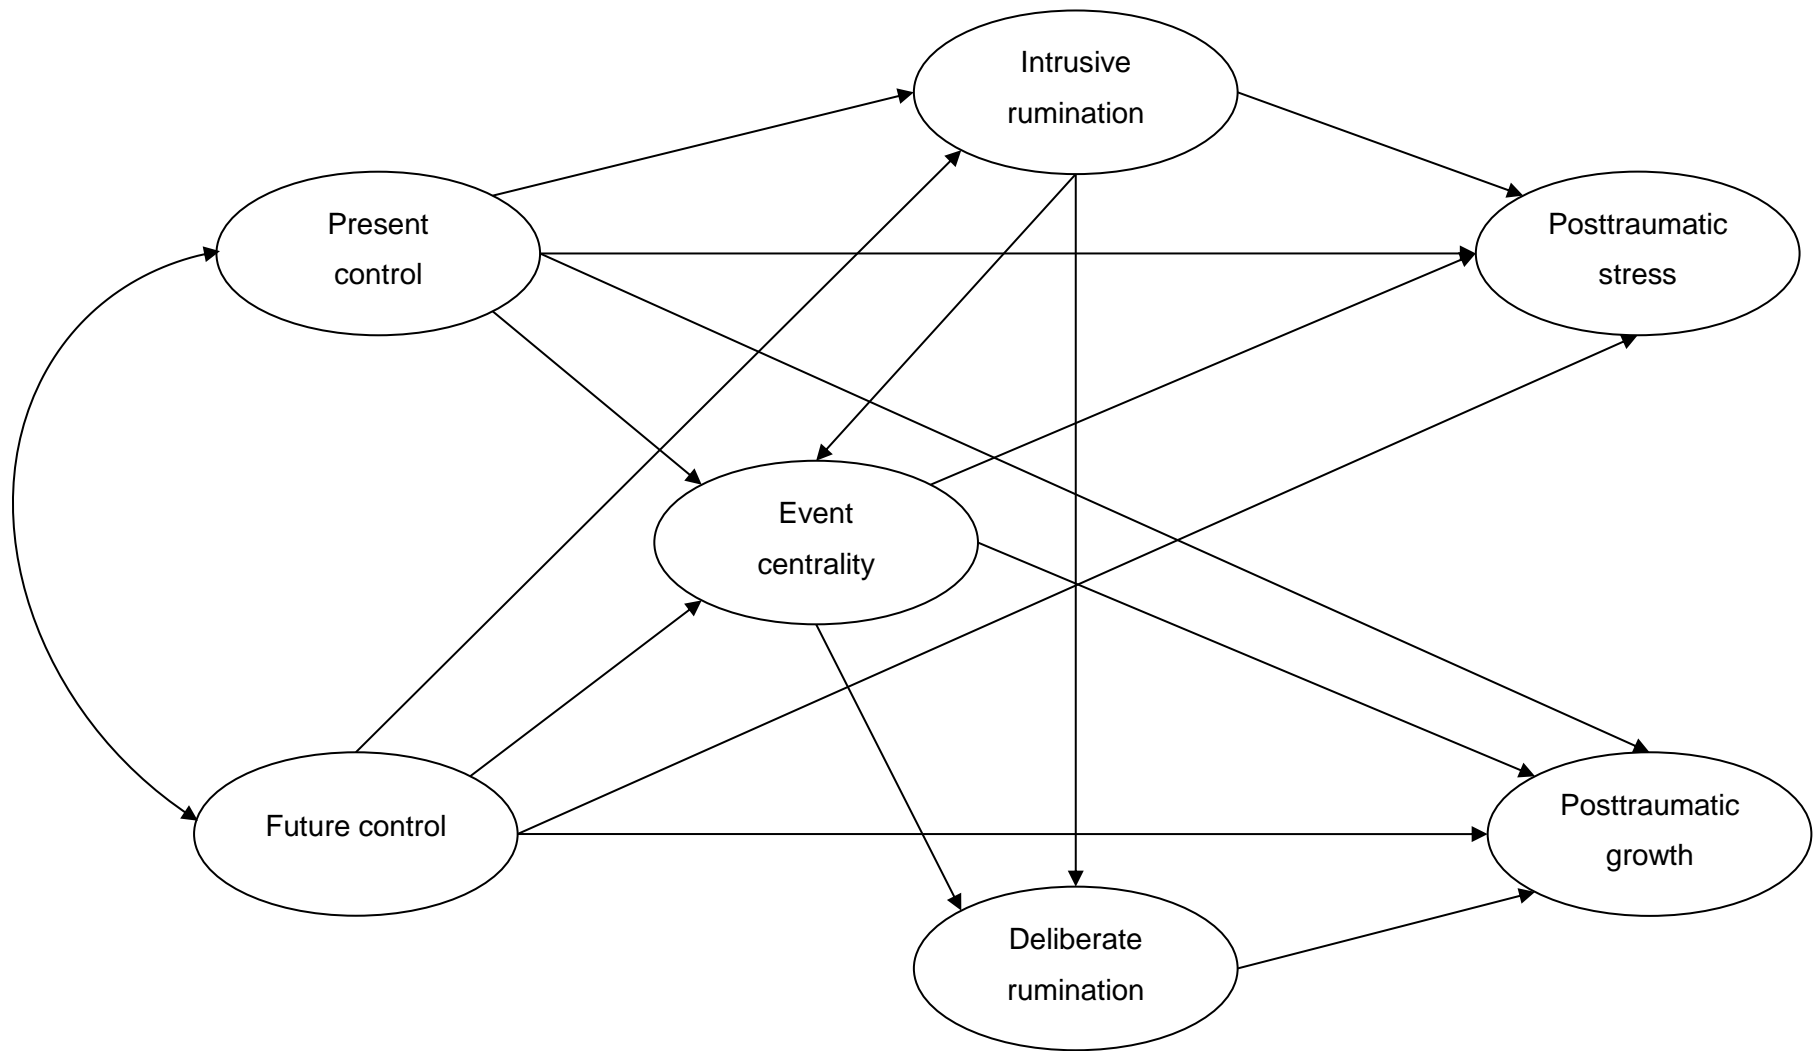 Intrusive
rumination
Present
control
Posttraumatic
stress
Event
centrality
Future control
Posttraumatic
growth
Deliberate
rumination